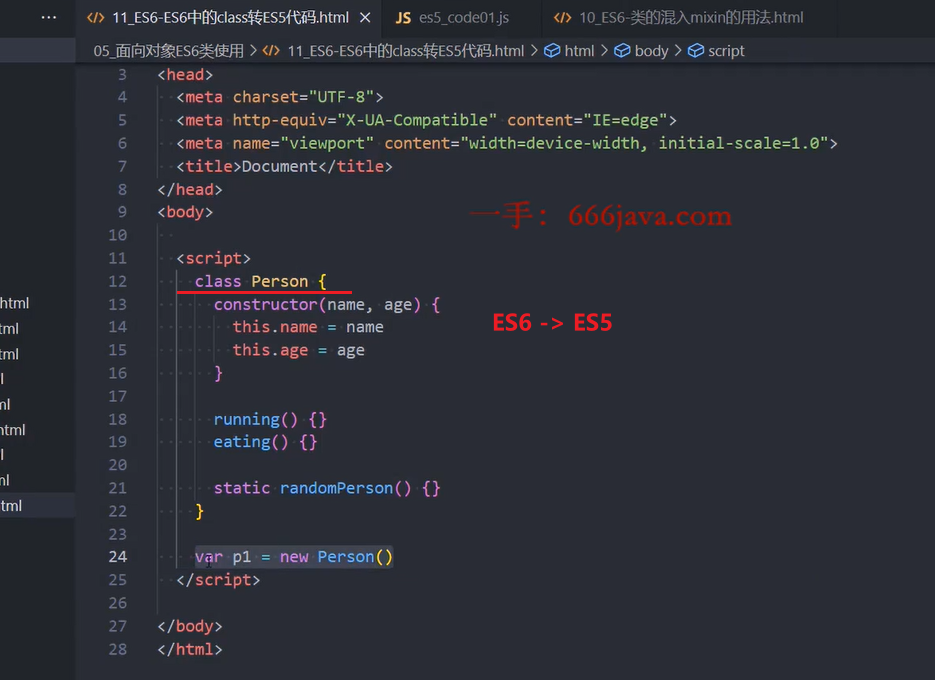 ··· 11_ES6-ES6中的class转ES5代码.html × JS es5_code01.js 10_ES6-类的混入mixin的用法.html
05_面向对象ES6类使用 > 11_ES6-ES6中的class转ES5代码.html > html > body > script
3 <head>
4 <meta charset="UTF-8">
5 <meta http-equiv="X-UA-Compatible" content="IE=edge">
6 <meta name="viewport" content="width=device-width, initial-scale=1.0">
7 <title>Document</title>
8 </head>
9 <body>
一手：666java.com
10
11 <script>
12 class Person {
html 13 constructor(name, age) {
ES6 -> ES5
tml 14 this.name = name
tml 15 this.age = age
l 16 }
ml 17
html 18 running() {}
l 19 eating() {}
ml 20
21 static randomPerson() {}
tml 22 }
23
24 var p1 = new Person()
25 </script>
26
27 </body>
28 </html>